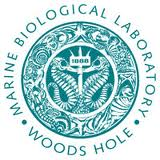 MARINE BIOLOGICAL LABORATORY
1888
• WOODS HOLE •